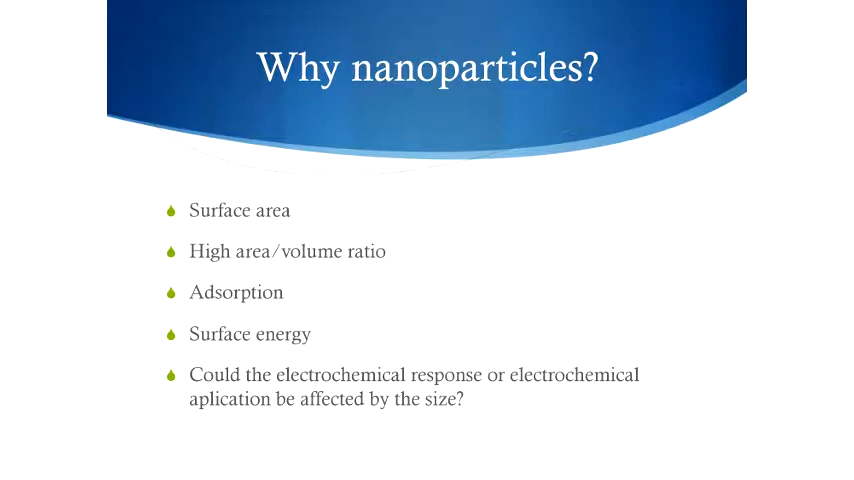 Why nanoparticles?
Surface area
High area/volume ratio
Adsorption
Surface energy
Could the electrochemical response or electrochemical
aplication be affected by the size?